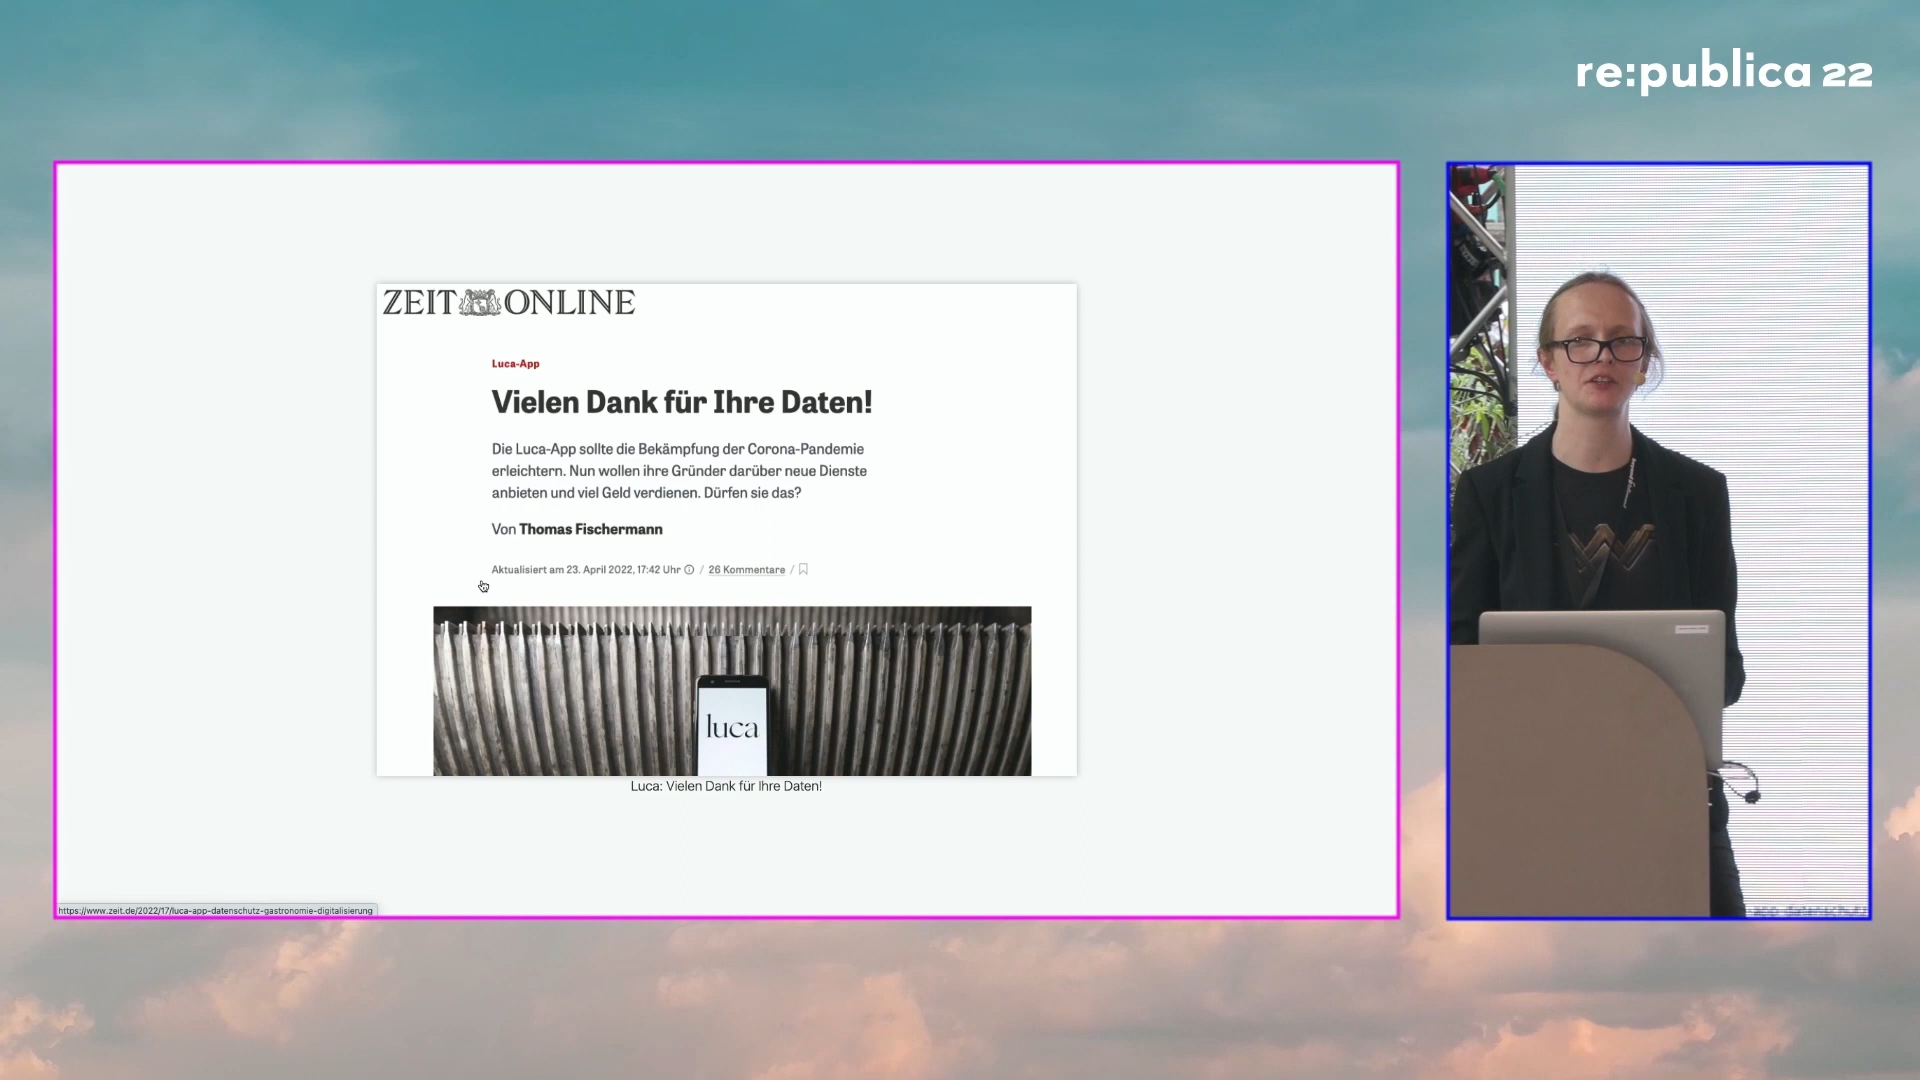 re:publica 22
ZEIT ONLINE
Luca-App
Vielen Dank für Ihre Daten!
Die Luca-App sollte die Bekämpfung der Corona-Pandemie
erleichtern. Nun wollen ihre Gründer darüber neue Dienste
anbieten und viel Geld verdienen. Dürfen sie das?
Von Thomas Fischermann
Aktualisiert am 23. April 2022, 17:42 Uhr / 26 Kommentare /
luca
Luca: Vielen Dank für Ihre Daten!
https://www.zeit.de/2022/17/luca-app-datenschutz-gastronomie-digitalisierung